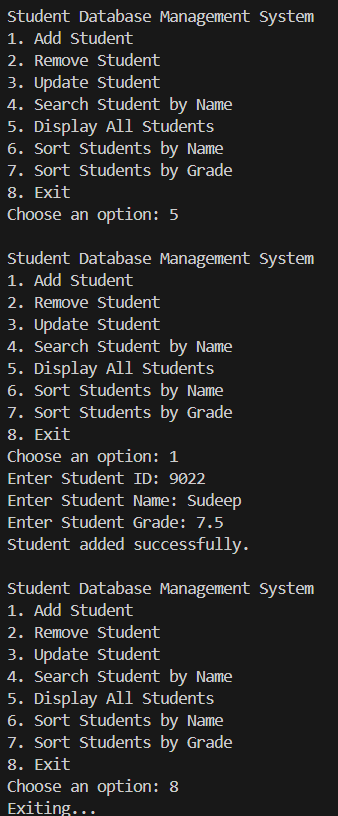 Student Database Management System
1. Add Student
2. Remove Student
3. Update Student
4. Search Student by Name
5. Display All Students
6. Sort Students by Name
7. Sort Students by Grade
8. Exit
Choose an option: 5

Student Database Management System
1. Add Student
2. Remove Student
3. Update Student
4. Search Student by Name
5. Display All Students
6. Sort Students by Name
7. Sort Students by Grade
8. Exit
Choose an option: 1
Enter Student ID: 9022
Enter Student Name: Sudeep
Enter Student Grade: 7.5
Student added successfully.

Student Database Management System
1. Add Student
2. Remove Student
3. Update Student
4. Search Student by Name
5. Display All Students
6. Sort Students by Name
7. Sort Students by Grade
8. Exit
Choose an option: 8
Exiting...